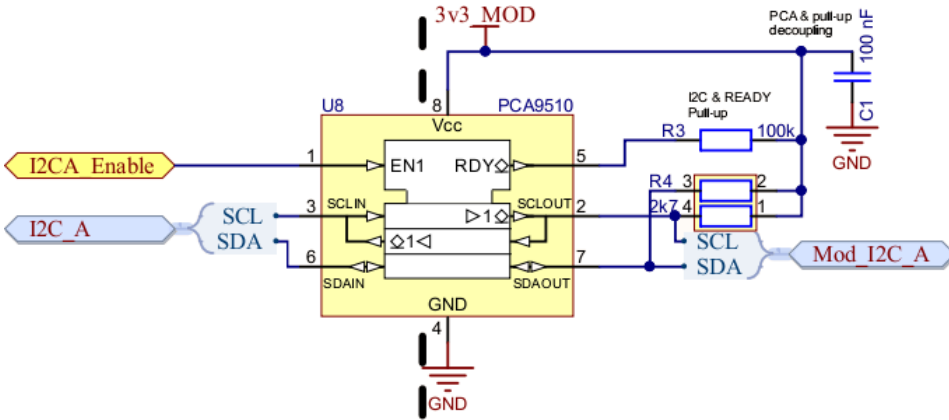 3v3_MOD
PCA & pull-up
decoupling
100 nF
C1
GND
U8
8
PCA9510
Vcc
I2C & READY
Pull-up
R3
100k
I2CA_Enable
1
EN1
RDY
5
R4
3
2
2k7
4
1
I2C_A
SCL
SDA
3
SCLIN
1
SCLOUT
2
1
6
SDAIN
SDAOUT
7
SCL
SDA
Mod_I2C_A
GND
4
GND